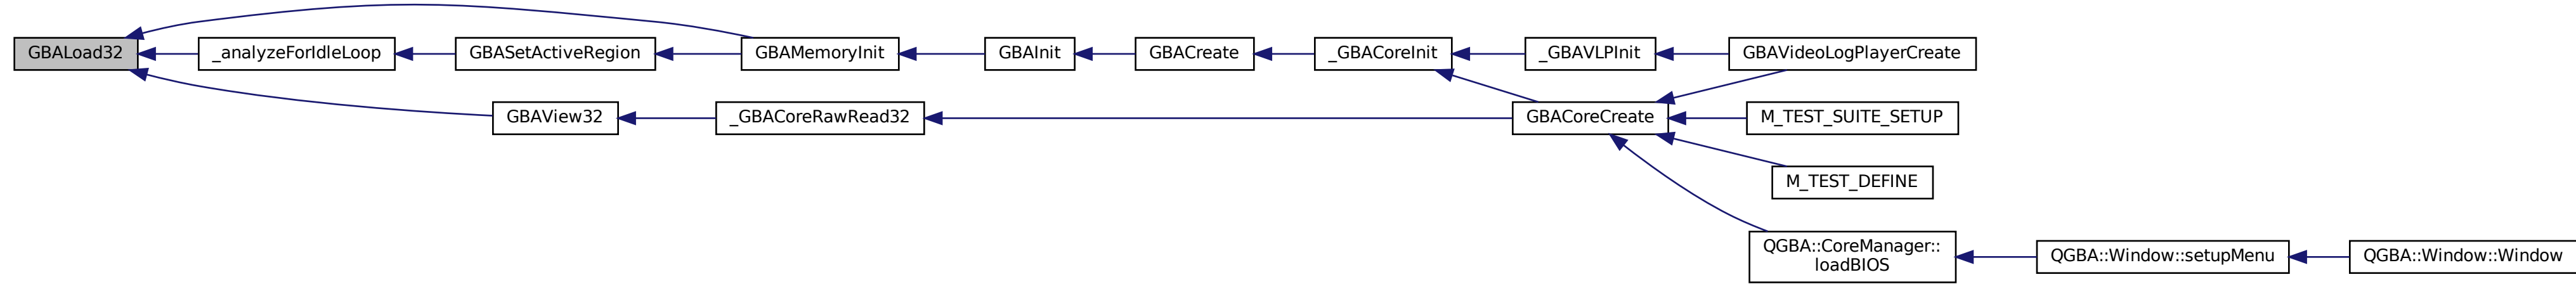 GBALoad32
_analyzeForIdleLoop
GBASetActiveRegion
GBAMemoryInit
GBAInit
GBACreate
_GBACoreInit
_GBAVLPInit
GBAVideoLogPlayerCreate
GBAView32
_GBACoreRawRead32
GBACoreCreate
M_TEST_SUITE_SETUP
M_TEST_DEFINE
QGBA::CoreManager::
loadBIOS
QGBA::Window::setupMenu
QGBA::Window::Window